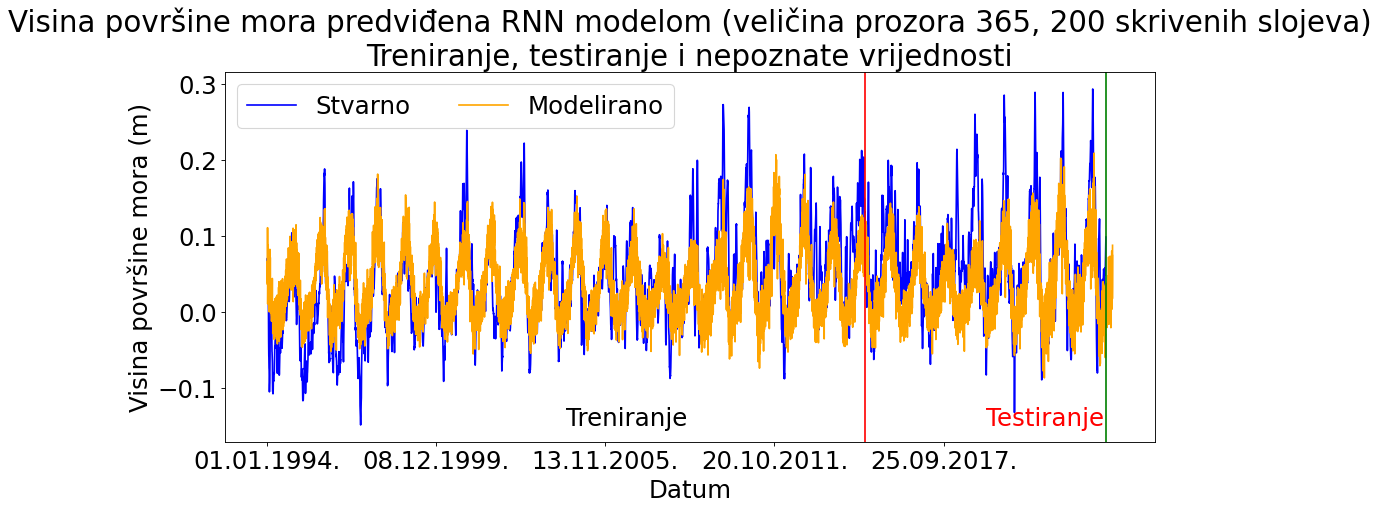 Visina površine mora predviđena RNN modelom (veličina prozora 365, 200 skrivenih slojeva)
Treniranje, testiranje i nepoznate vrijednosti
Stvarno Modelirano
Visina površine mora (m)
0.3
0.2
0.1
0.0
−0.1
Treniranje
Testiranje
01.01.1994. 08.12.1999. 13.11.2005. 20.10.2011. 25.09.2017.
Datum